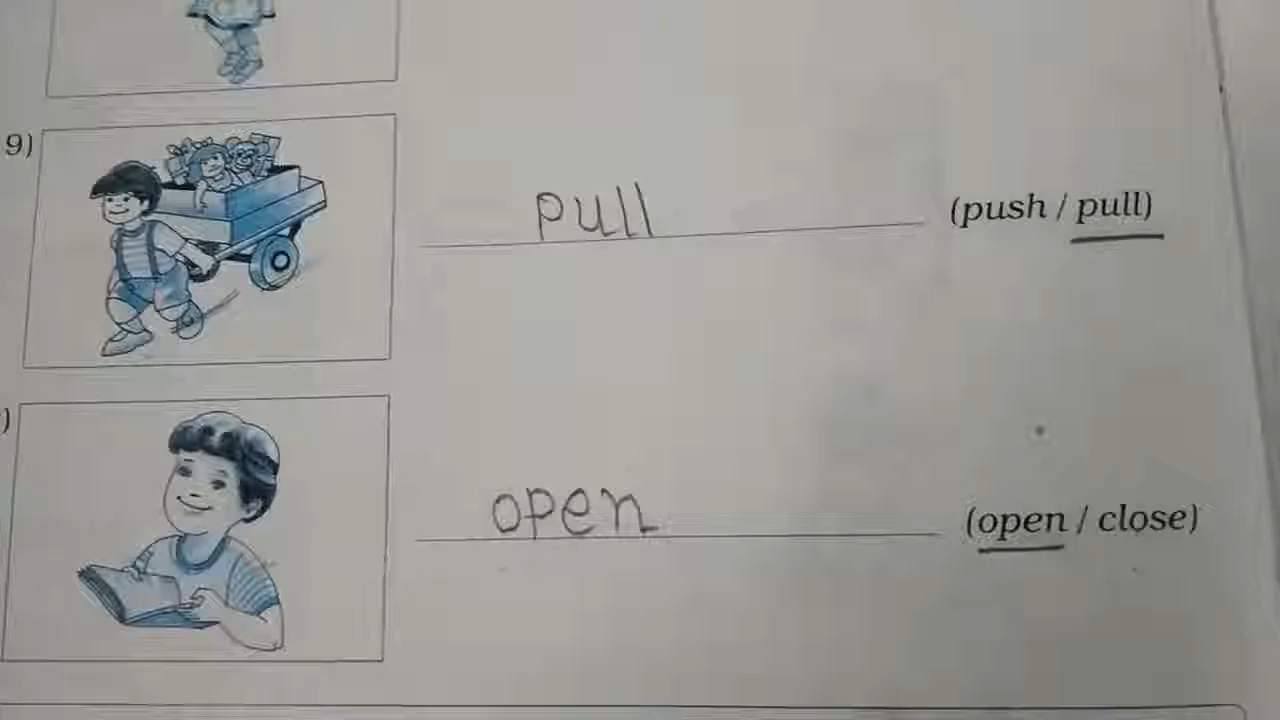 9) pull (push / pull)
) open (open / close)